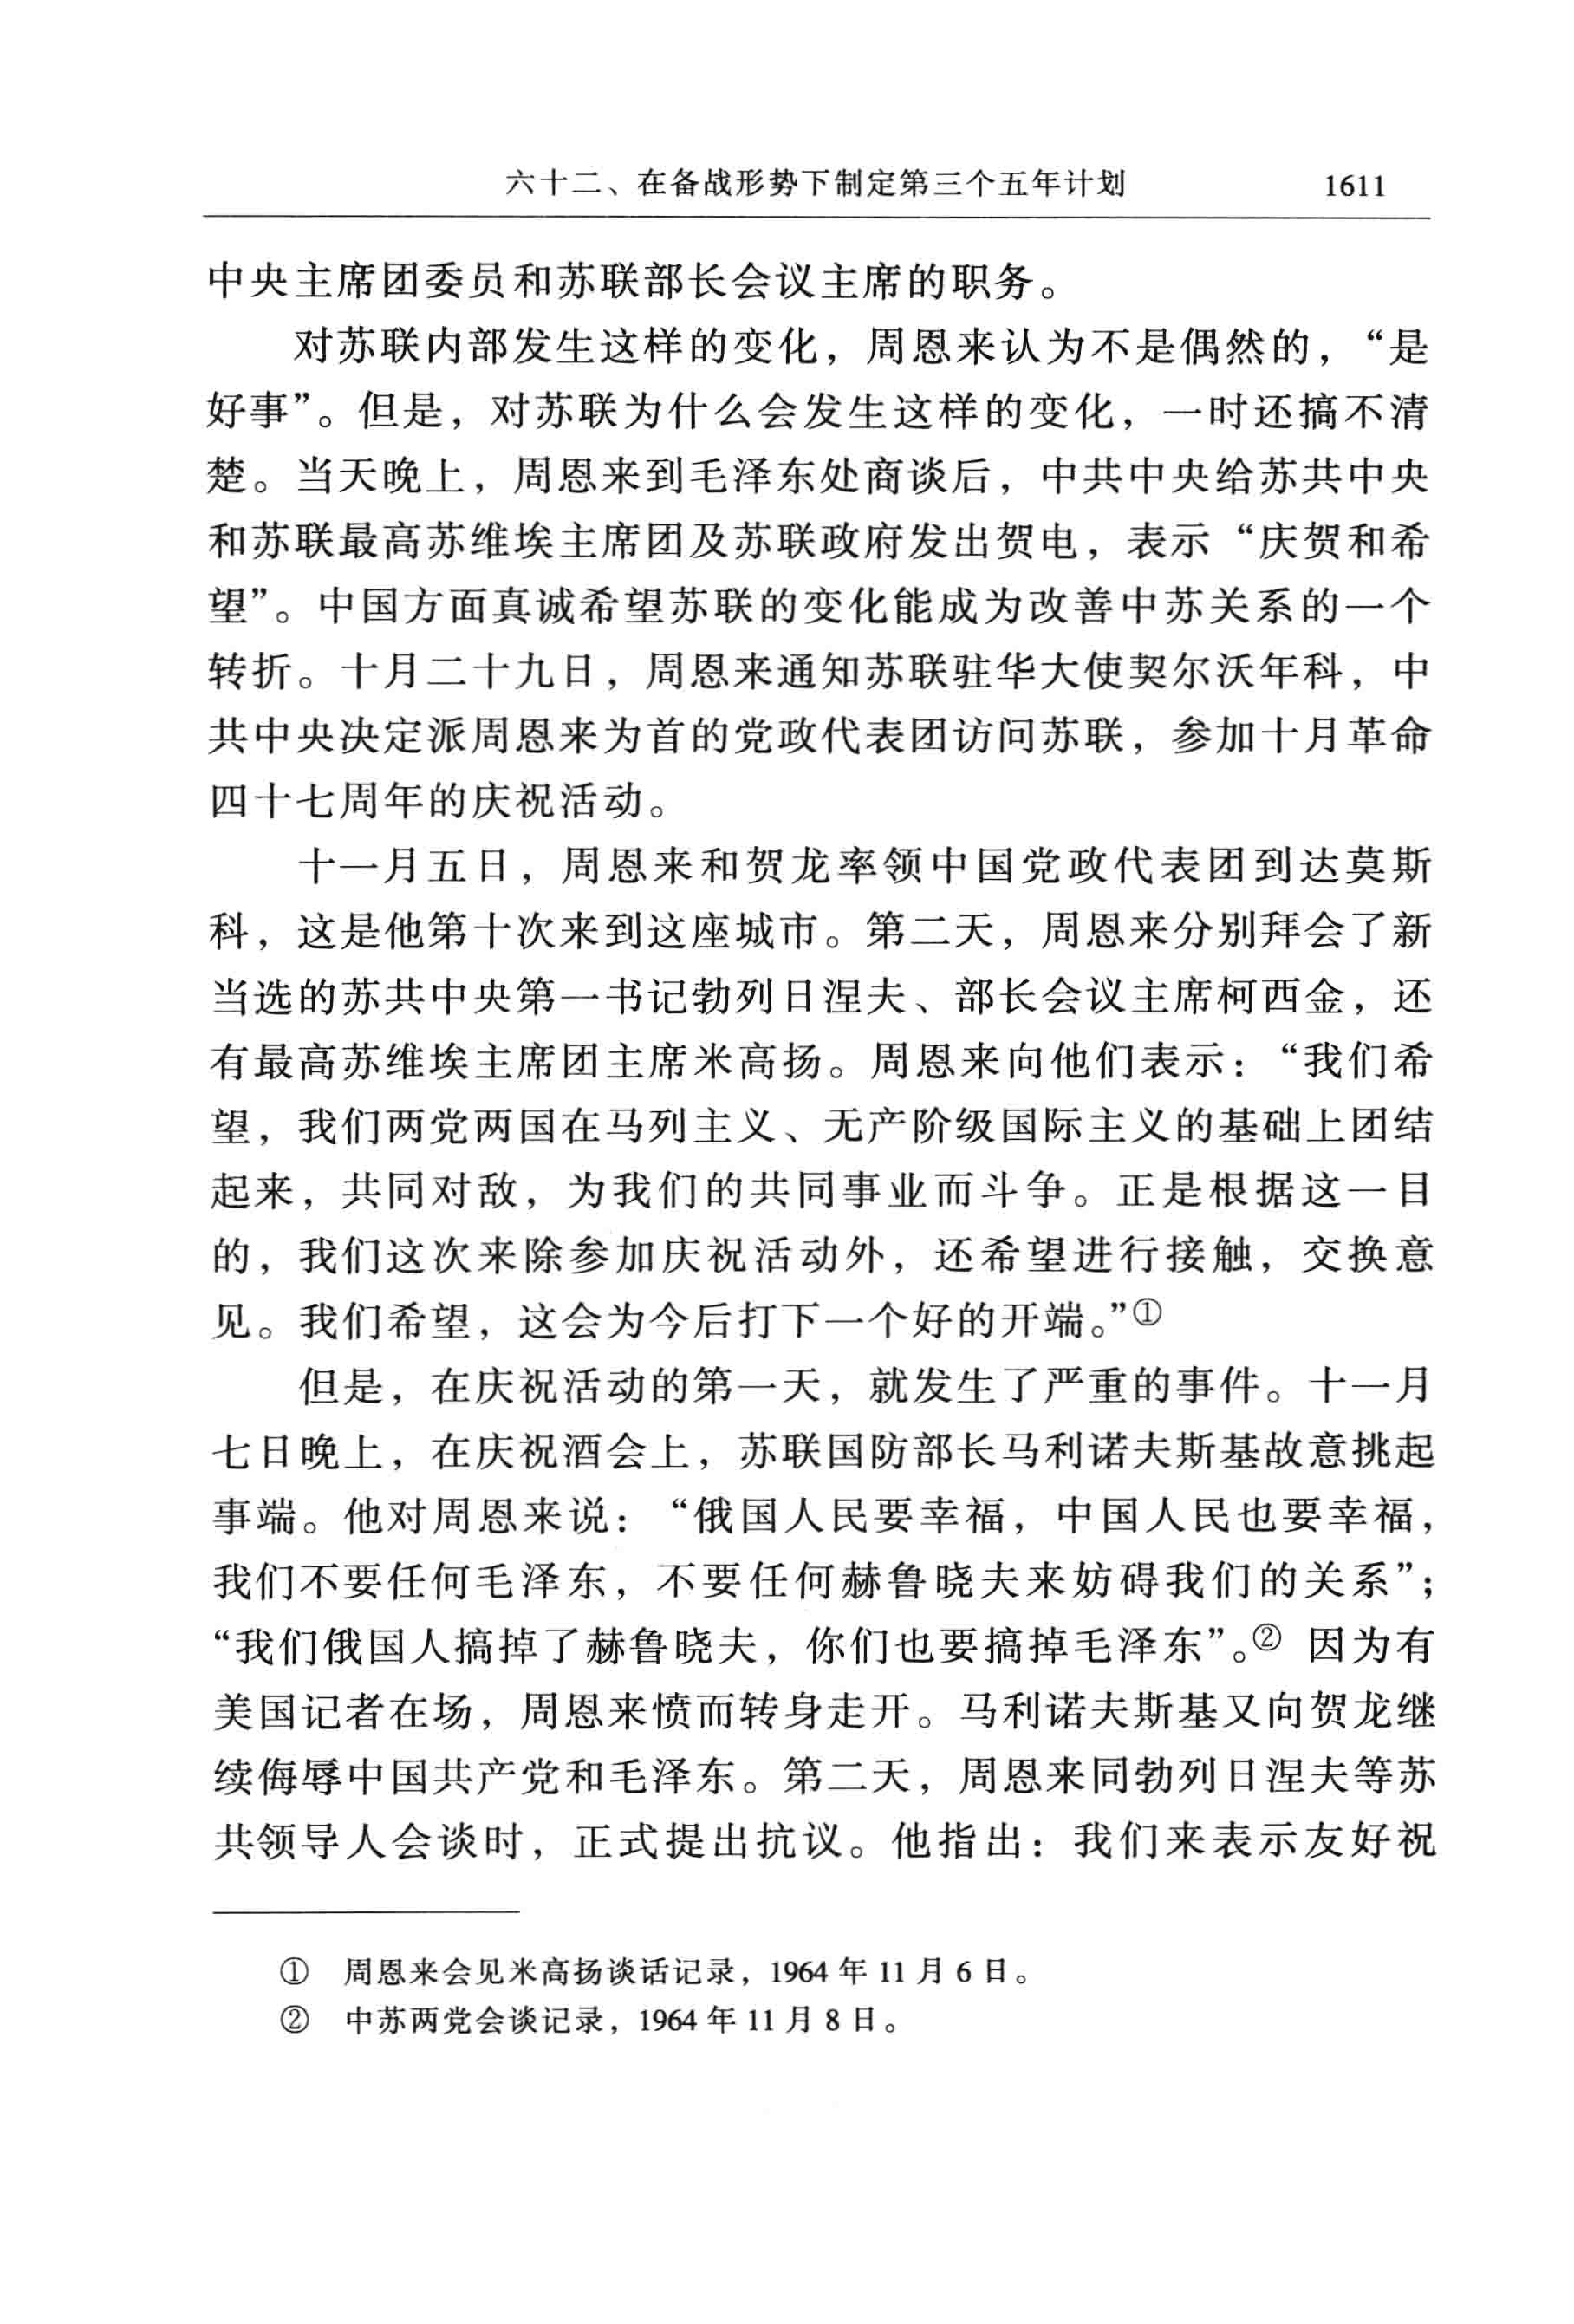 六十二、在备战形势下制定第三个五年计划 1611
中央主席团委员和苏联部长会议主席的职务。
对苏联内部发生这样的变化，周恩来认为不是偶然的，“是
好事”。但是，对苏联为什么会发生这样的变化，一时还搞不清
楚。当天晚上，周恩来到毛泽东处商谈后，中共中央给苏共中央
和苏联最高苏维埃主席团及苏联政府发出贺电，表示“庆贺和希
望”。中国方面真诚希望苏联的变化能成为改善中苏关系的一个
转折。十月二十九日，周恩来通知苏联驻华大使契尔沃年科，中
共中央决定派周恩来为首的党政代表团访问苏联，参加十月革命
四十七周年的庆祝活动。
十一月五日，周恩来和贺龙率领中国党政代表团到达莫斯
科，这是他第十次来到这座城市。第二天，周恩来分别拜会了新
当选的苏共中央第一书记勃列日涅夫、部长会议主席柯西金，还
有最高苏维埃主席团主席米高扬。周恩来向他们表示：“我们希
望，我们两党两国在马列主义、无产阶级国际主义的基础上团结
起来，共同对敌，为我们的共同事业而斗争。正是根据这一目
的，我们这次来除参加庆祝活动外，还希望进行接触，交换意
见。我们希望，这会为今后打下一个好的开端。”①
但是，在庆祝活动的第一天，就发生了严重的事件。十一月
七日晚上，在庆祝酒会上，苏联国防部长马利诺夫斯基故意挑起
事端。他对周恩来说：“俄国人民要幸福，中国人民也要幸福，
我们不要任何毛泽东，不要任何赫鲁晓夫来妨碍我们的关系”；
“我们俄国人搞掉了赫鲁晓夫，你们也要搞掉毛泽东”。② 因为有
美国记者在场，周恩来愤而转身走开。马利诺夫斯基又向贺龙继
续侮辱中国共产党和毛泽东。第二天，周恩来同勃列日涅夫等苏
共领导人会谈时，正式提出抗议。他指出：我们来表示友好祝
① 周恩来会见米高扬谈话记录，1964 年 11 月 6 日。
② 中苏两党会谈记录，1964 年 11 月 8 日。